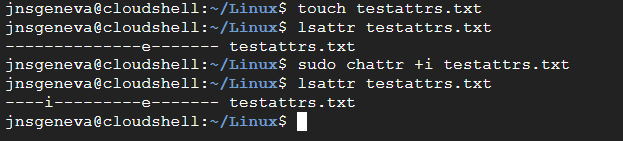 jnsgeneva@cloudshell:~/Linux$ touch testattrs.txt
jnsgeneva@cloudshell:~/Linux$ lsattr testattrs.txt
--------------e------- testattrs.txt
jnsgeneva@cloudshell:~/Linux$ sudo chattr +i testattrs.txt
jnsgeneva@cloudshell:~/Linux$ lsattr testattrs.txt
----i---------e------- testattrs.txt
jnsgeneva@cloudshell:~/Linux$